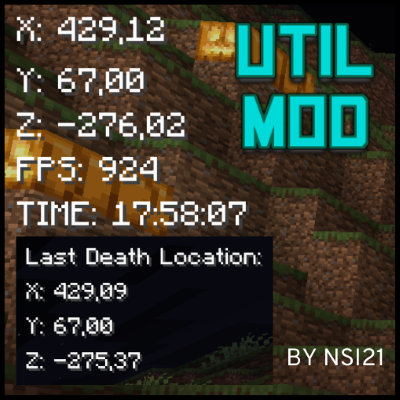 X: 429,12
Y: 67,00
Z: -276,02
FPS: 924
TIME: 17:58:07
UTIL
MOD
Last Death Location:
X: 429,09
Y: 67,00
Z: -275,37
BY NSI21